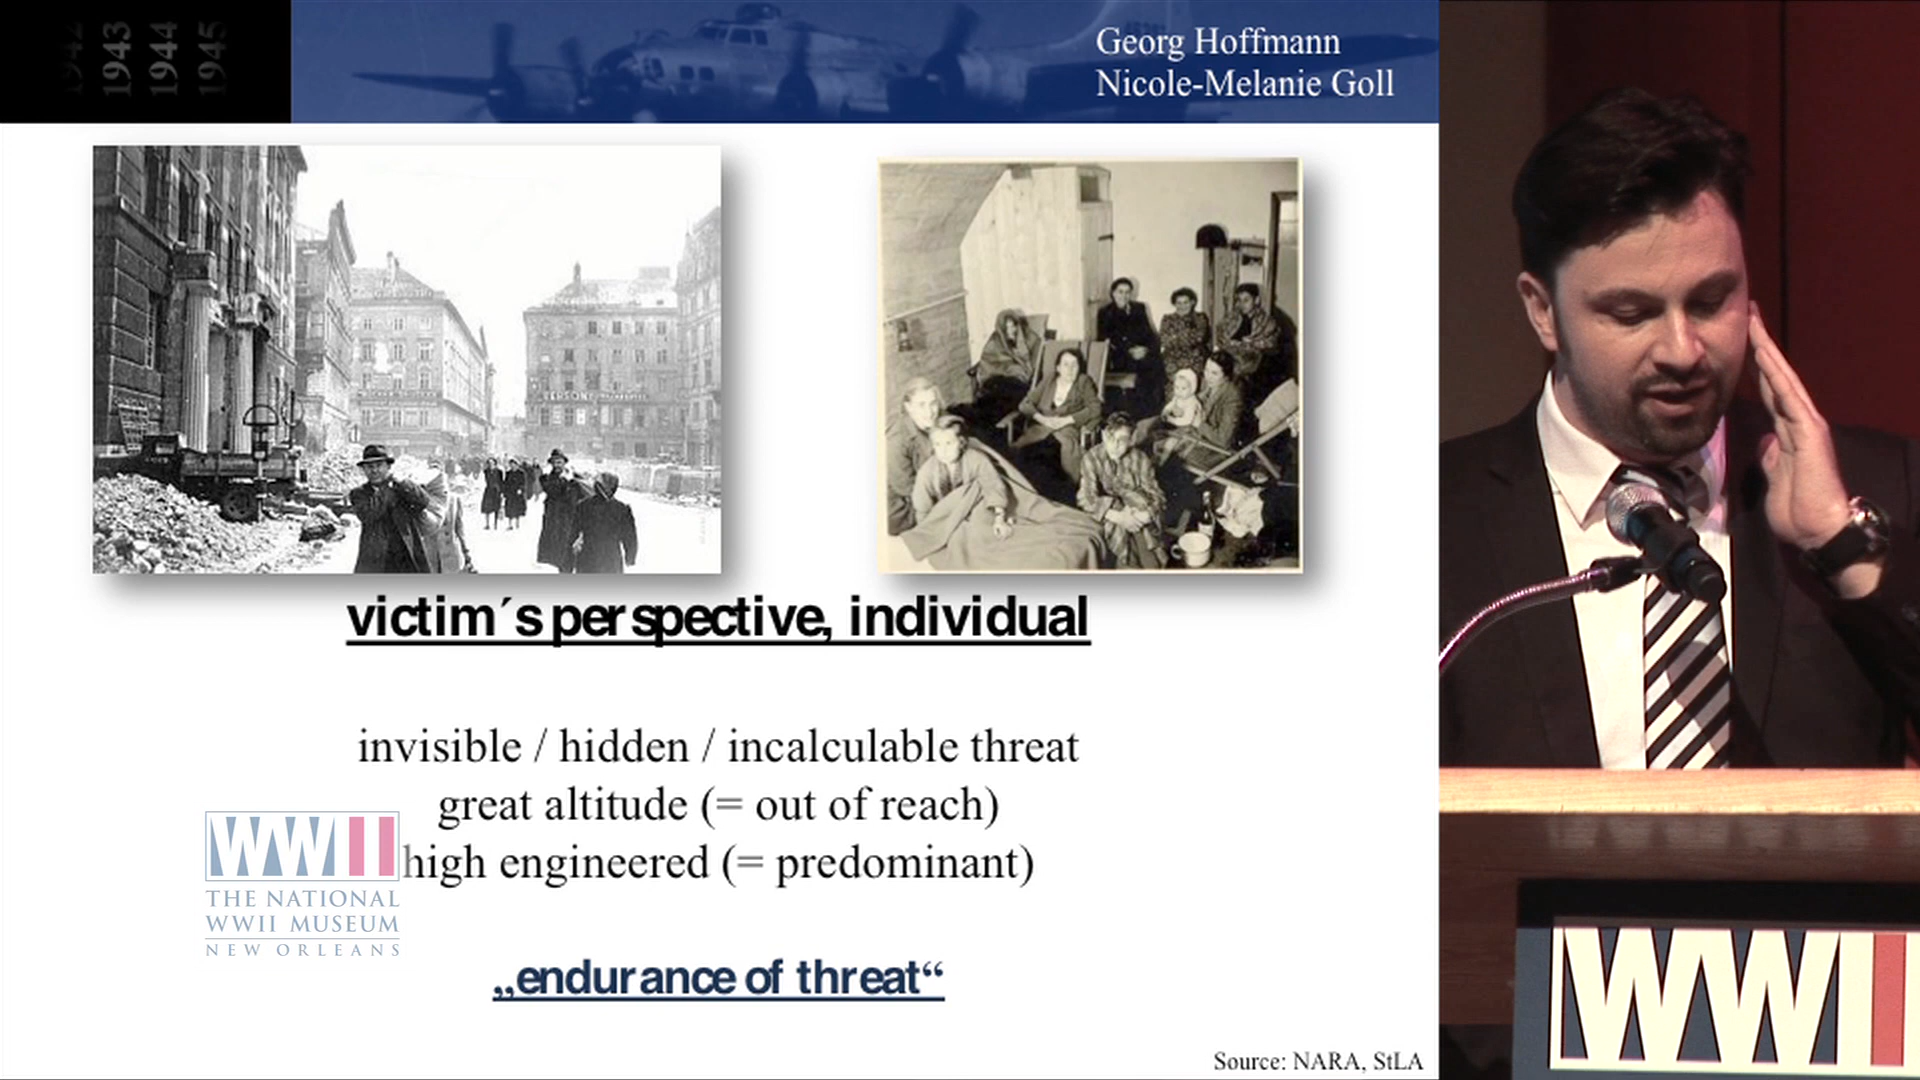 1942
1943
1944
1945
Georg Hoffmann
Nicole-Melanie Goll
victim´s perspective, individual
invisible / hidden / incalculable threat
great altitude (= out of reach)
high engineered (= predominant)
„endurance of threat“
Source: NARA, StLA
WWII
THE NATIONAL
WWII MUSEUM
NEW ORLEANS
WWI